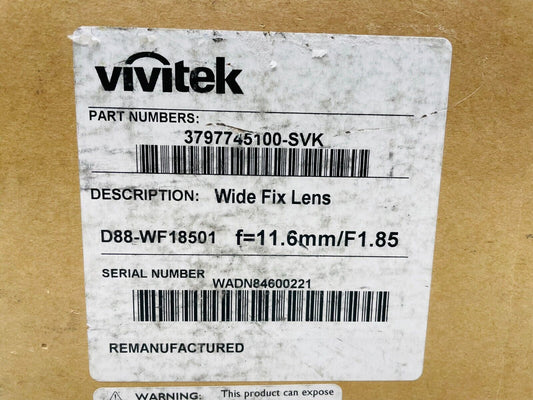 vivitek
PART NUMBERS:
3797745100-SVK
DESCRIPTION: Wide Fix Lens
D88-WF18501 f=11.6mm/F1.85
SERIAL NUMBER
WADN84600221
REMANUFACTURED
WARNING: This product can expose